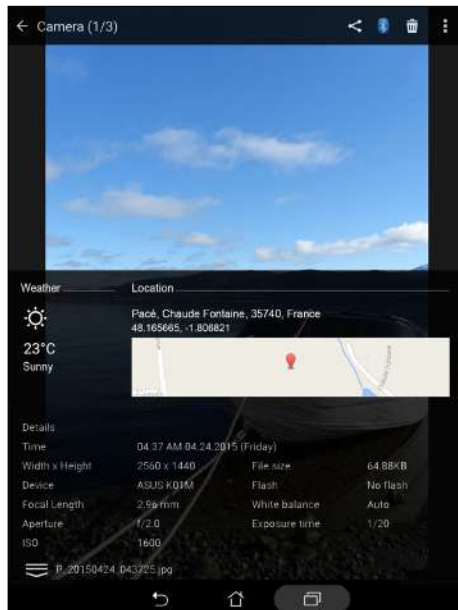 Camera (1/3)
Weather
Location
Pacé, Chaude Fontaine, 35740, France
48.165665, -1.806821
23°C
Sunny
Details
Time 04:37 AM 04.24.2015 (Friday)
Width x Height 2560 x 1440 File size 64.88KB
Device ASUS K01M Flash No flash
Focal Length 2.96 mm White balance Auto
Aperture f/2.0 Exposure time 1/20
ISO 1600
P_20150424_043725.jpg